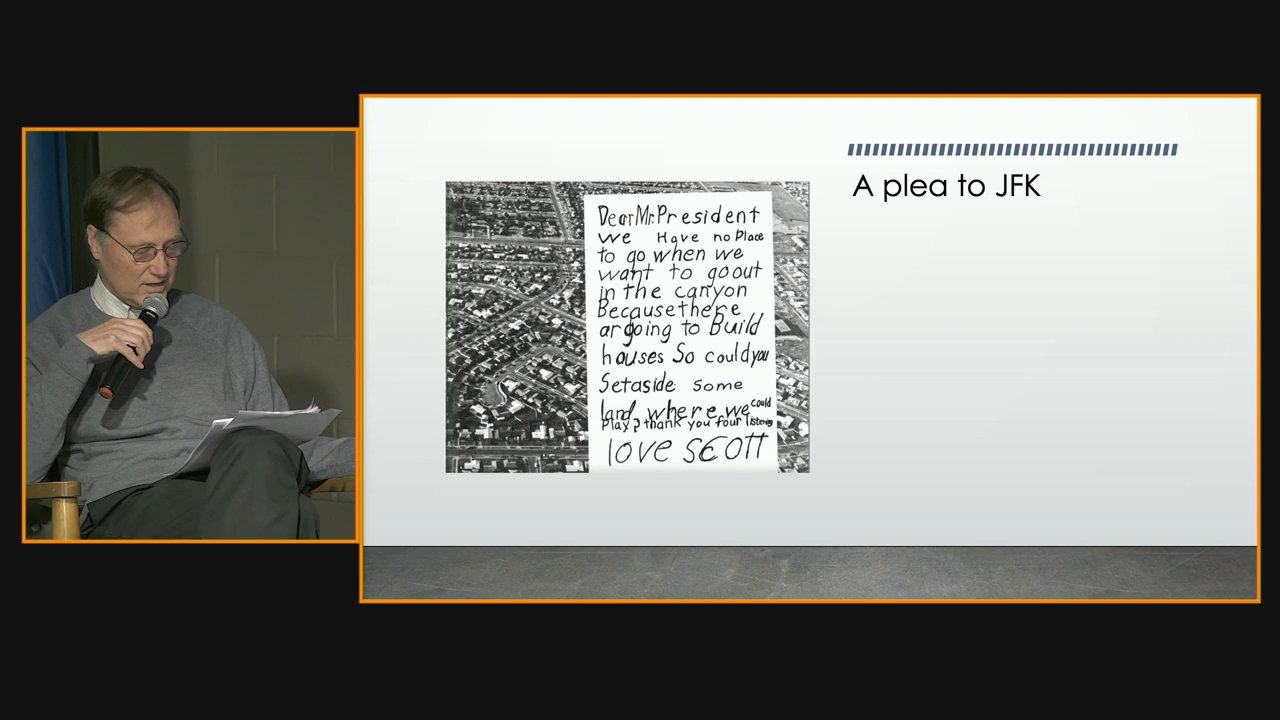 A plea to JFK
Dear Mr. President
we Have no Place
to go when we
want to go out
in the canyon
Because there
ar going to Build
houses So could you
Set aside some
land where we could
Play? thank you four listening
love SCOTT